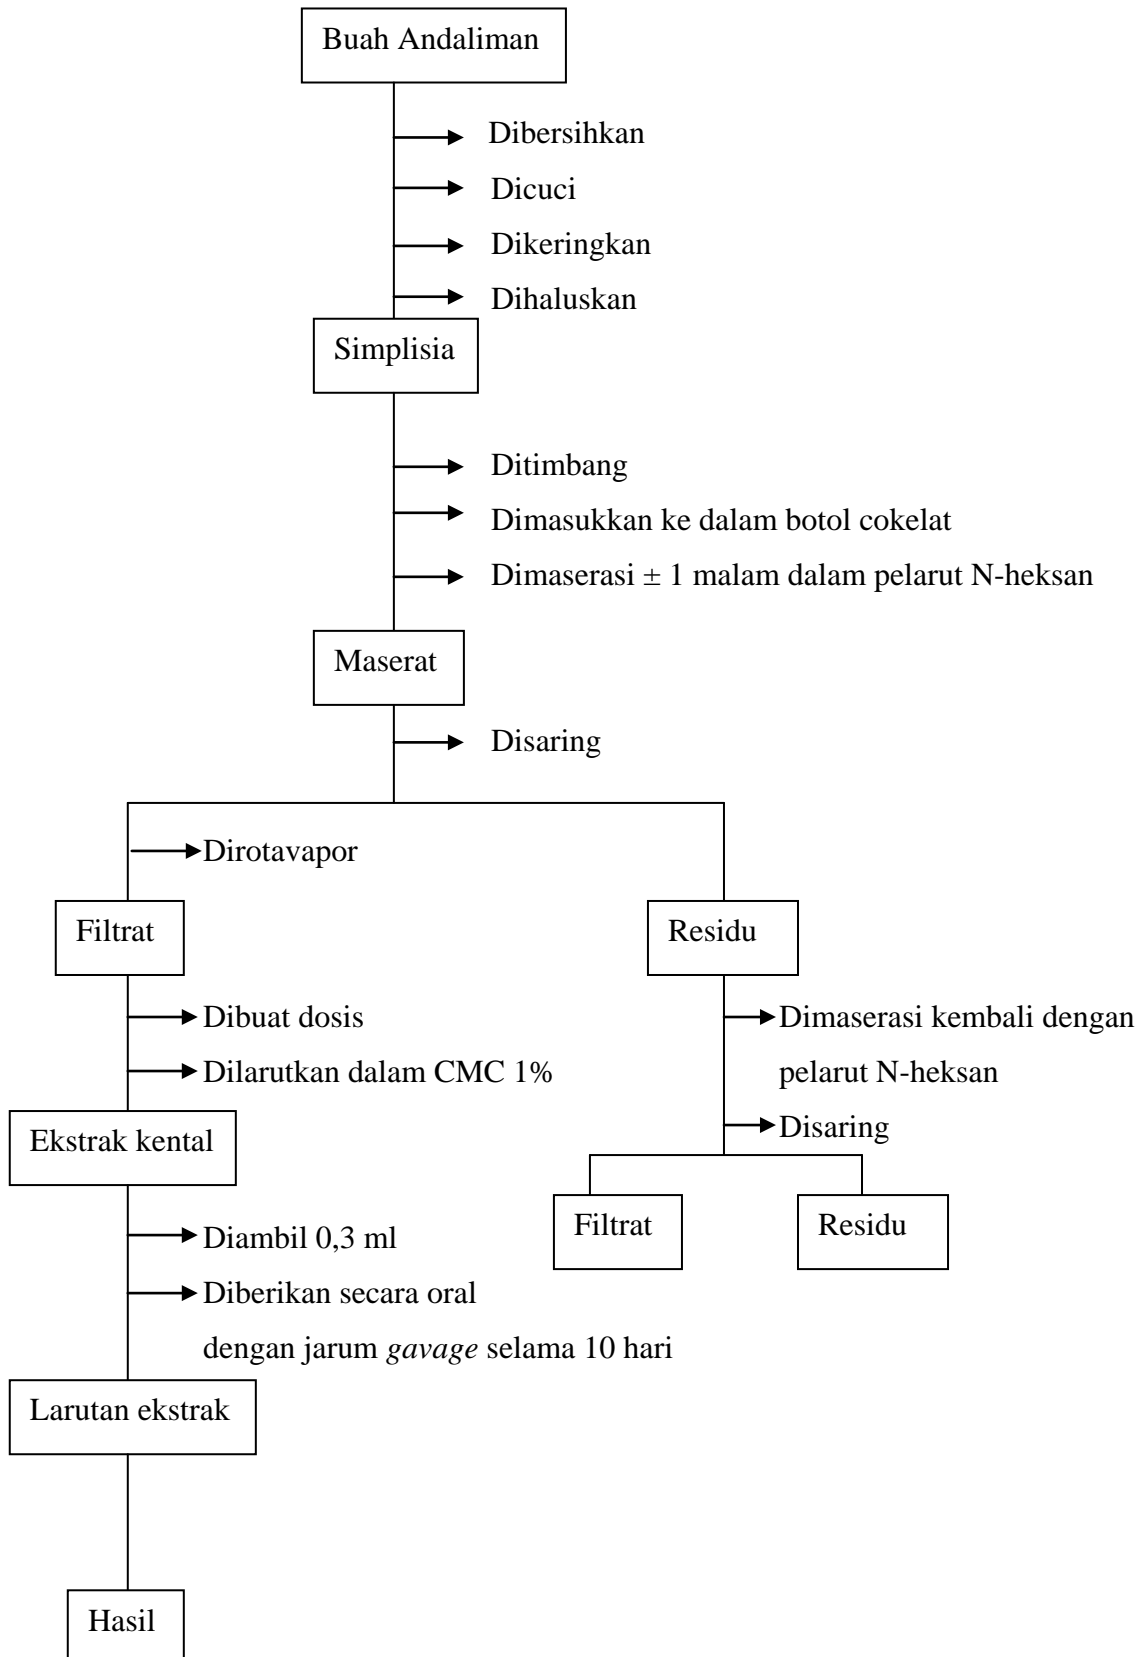 Buah Andaliman
Dibersihkan
Dicuci
Dikeringkan
Dihaluskan
Simplisia
Ditimbang
Dimasukkan ke dalam botol cokelat
Dimaserasi ± 1 malam dalam pelarut N-heksan
Maserat
Disaring
Dirotavapor
Filtrat
Residu
Dibuat dosis
Dimaserasi kembali dengan
Dilarutkan dalam CMC 1%
pelarut N-heksan
Ekstrak kental
Disaring
Filtrat
Residu
Diambil 0,3 ml
Diberikan secara oral
dengan jarum gavage selama 10 hari
Larutan ekstrak
Hasil